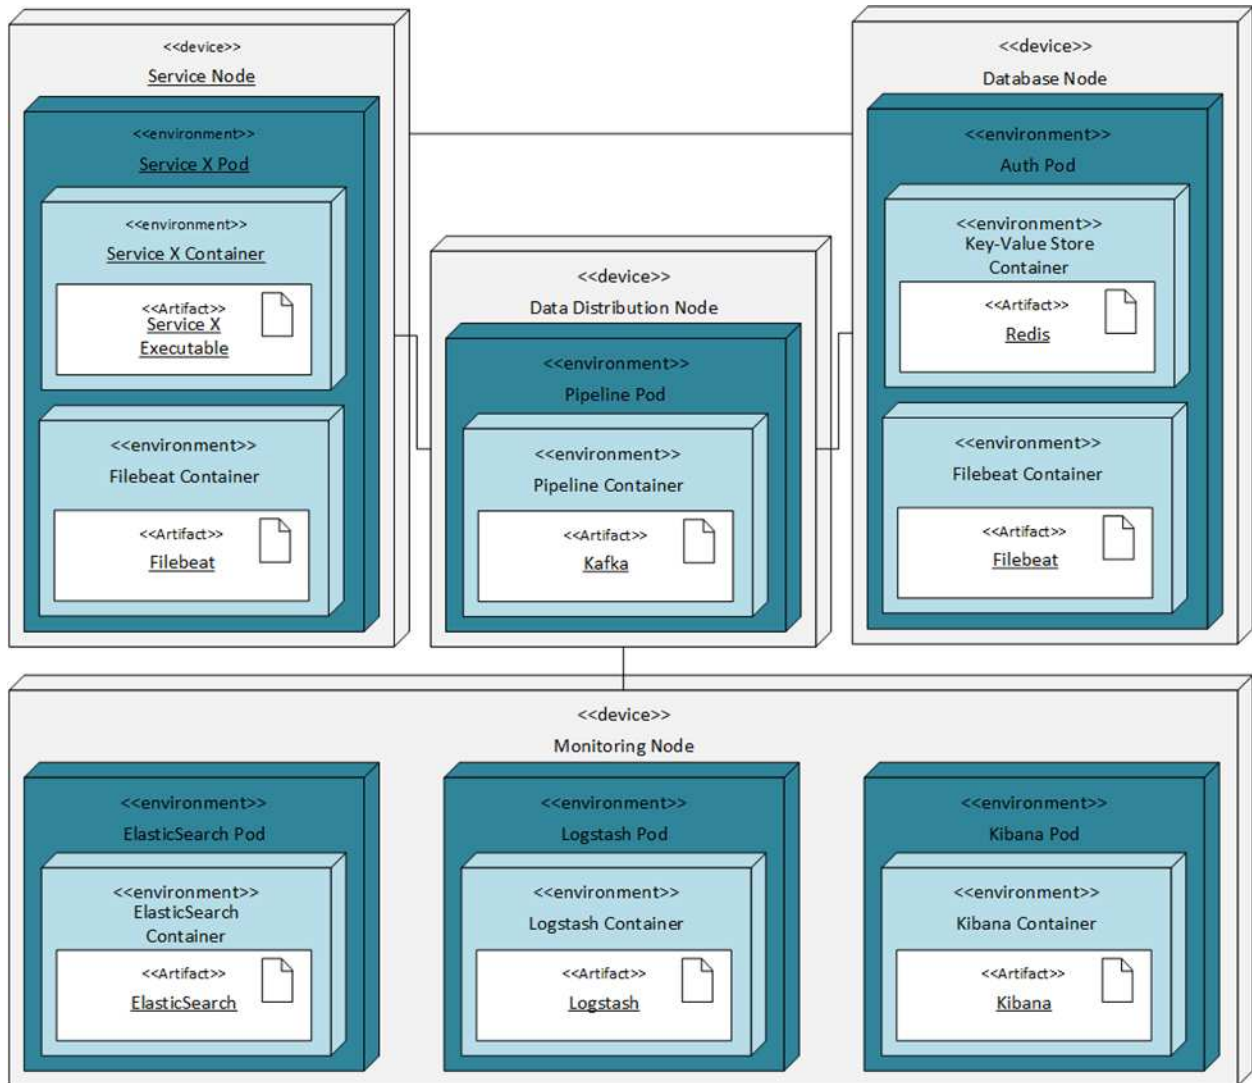 <<device>>
Service Node
<<environment>>
Service X Pod
<<environment>>
Service X Container
<<Artifact>>
Service X
Executable
<<environment>>
Filebeat Container
<<Artifact>>
Filebeat
<<device>>
Data Distribution Node
<<environment>>
Pipeline Pod
<<environment>>
Pipeline Container
<<Artifact>>
Kafka
<<device>>
Database Node
<<environment>>
Auth Pod
<<environment>>
Key-Value Store
Container
<<Artifact>>
Redis
<<environment>>
Filebeat Container
<<Artifact>>
Filebeat
<<device>>
Monitoring Node
<<environment>>
ElasticSearch Pod
<<environment>>
ElasticSearch
Container
<<Artifact>>
ElasticSearch
<<environment>>
Logstash Pod
<<environment>>
Logstash Container
<<Artifact>>
Logstash
<<environment>>
Kibana Pod
<<environment>>
Kibana Container
<<Artifact>>
Kibana